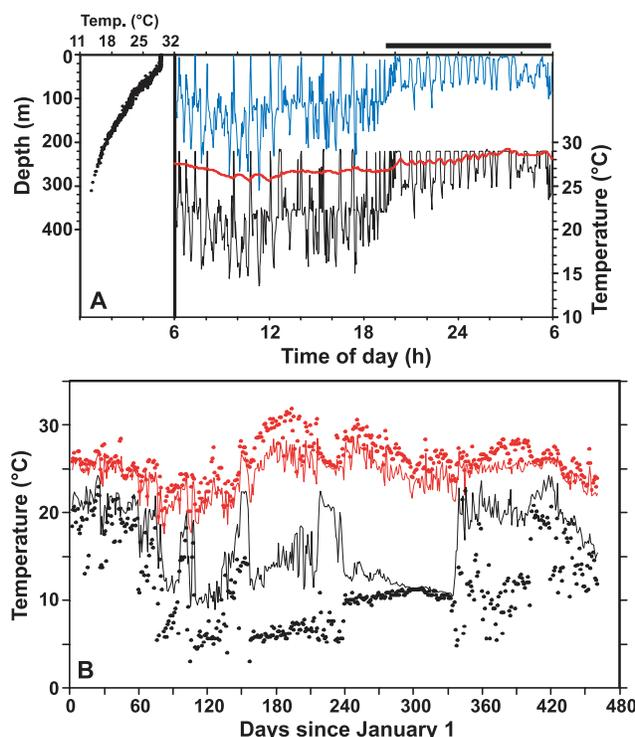 Temp. (°C)
11 18 25 32
0
100
200
300
400
Depth (m)
30
25
20
15
10
Temperature (°C)
A
6 12 18 24 6
Time of day (h)
30
20
10
0
Temperature (°C)
B
0 60 120 180 240 300 360 420 480
Days since January 1